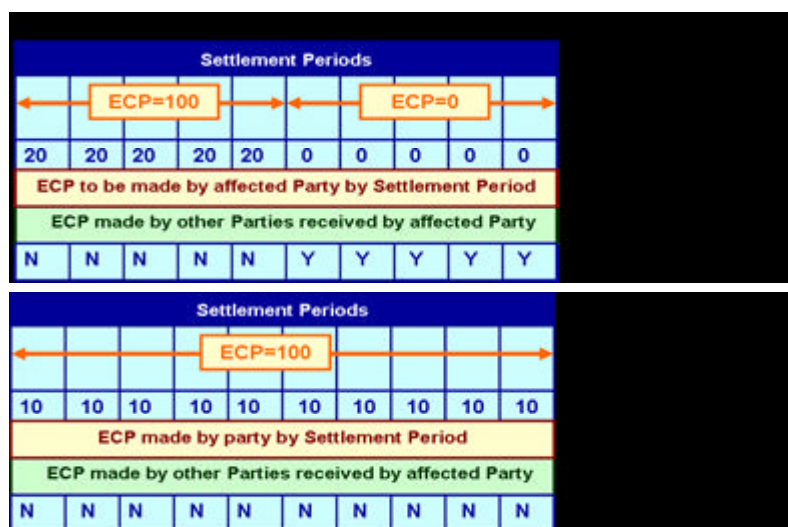 Settlement Periods
ECP=100 ECP=0
20 20 20 20 20 0 0 0 0 0
ECP to be made by affected Party by Settlement Period
ECP made by other Parties received by affected Party
N N N N N Y Y Y Y Y
Settlement Periods
ECP=100
10 10 10 10 10 10 10 10 10 10
ECP made by party by Settlement Period
ECP made by other Parties received by affected Party
N N N N N N N N N N